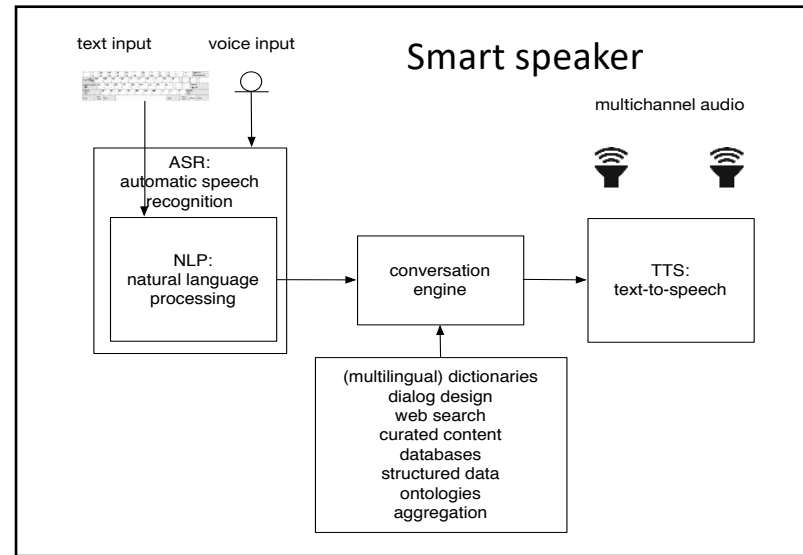 text input
voice input
Smart speaker
multichannel audio
ASR:
automatic speech
recognition
NLP:
natural language
processing
conversation
engine
TTS:
text-to-speech
(multilingual) dictionaries
dialog design
web search
curated content
databases
structured data
ontologies
aggregation